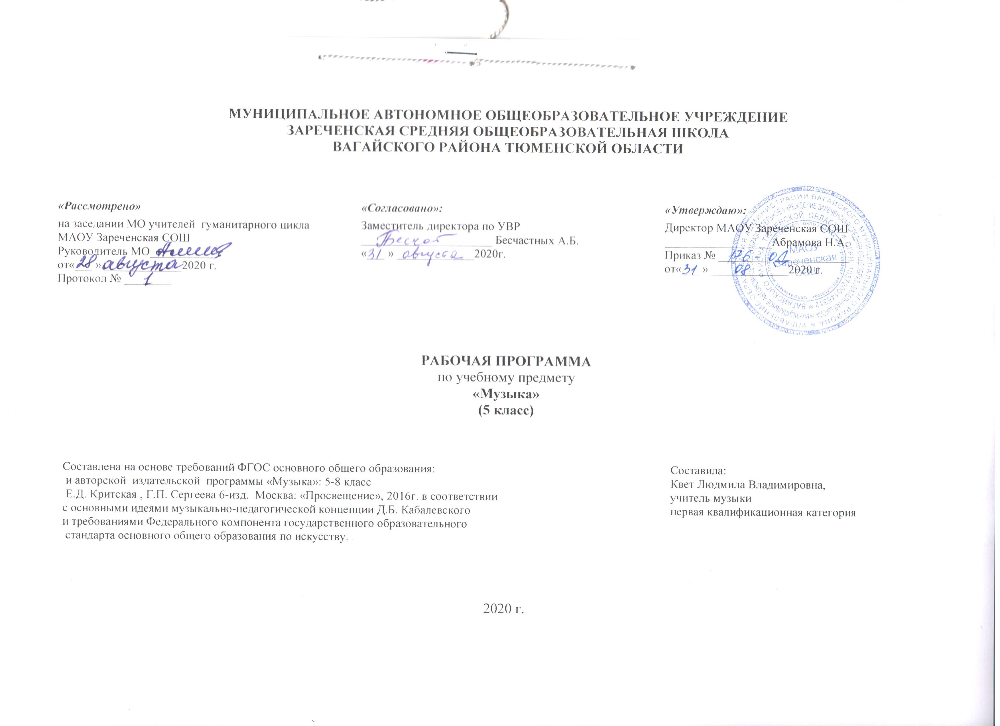 МУНИЦИПАЛЬНОЕ АВТОНОМНОЕ ОБЩЕОБРАЗОВАТЕЛЬНОЕ УЧРЕЖДЕНИЕ
ЗАРЕЧЕНСКАЯ СРЕДНЯЯ ОБЩЕОБРАЗОВАТЕЛЬНАЯ ШКОЛА
ВАГАЙСКОГО РАЙОНА ТЮМЕНСКОЙ ОБЛАСТИ
«Рассмотрено»
на заседании МО учителей гуманитарного цикла
МАОУ Зареченская СОШ
Руководитель МО
от«28 » августа 2020 г.
Протокол № 1
«Согласовано»:
Заместитель директора по УВР
Бесчастных А.Б.
«31 » августа 2020г.
«Утверждаю»:
Директор МАОУ Зареченская СОШ
Абрамова Н.А.
Приказ № 176-ОД
от«31 » 08 2020 г.
МАОУ
Зареченская
СОШ
РАБОЧАЯ ПРОГРАММА
по учебному предмету
«Музыка»
(5 класс)
Составлена на основе требований ФГОС основного общего образования:
и авторской издательской программы «Музыка»: 5-8 класс
Е.Д. Критская , Г.П. Сергеева 6-изд. Москва: «Просвещение», 2016г. в соответствии
с основными идеями музыкально-педагогической концепции Д.Б. Кабалевского
и требованиями Федерального компонента государственного образовательного
стандарта основного общего образования по искусству.
Составила:
Квет Людмила Владимировна,
учитель музыки
первая квалификационная категория
2020 г.